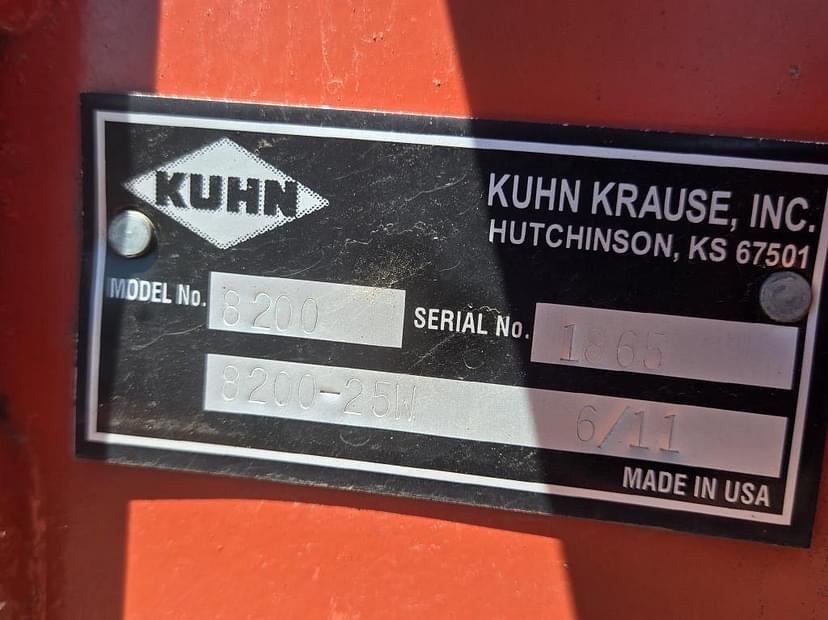 KUHN
KUHN KRAUSE, INC.
HUTCHINSON, KS 67501
MODEL No. 8200 SERIAL No. 1865
8200-25W 6/11
MADE IN USA